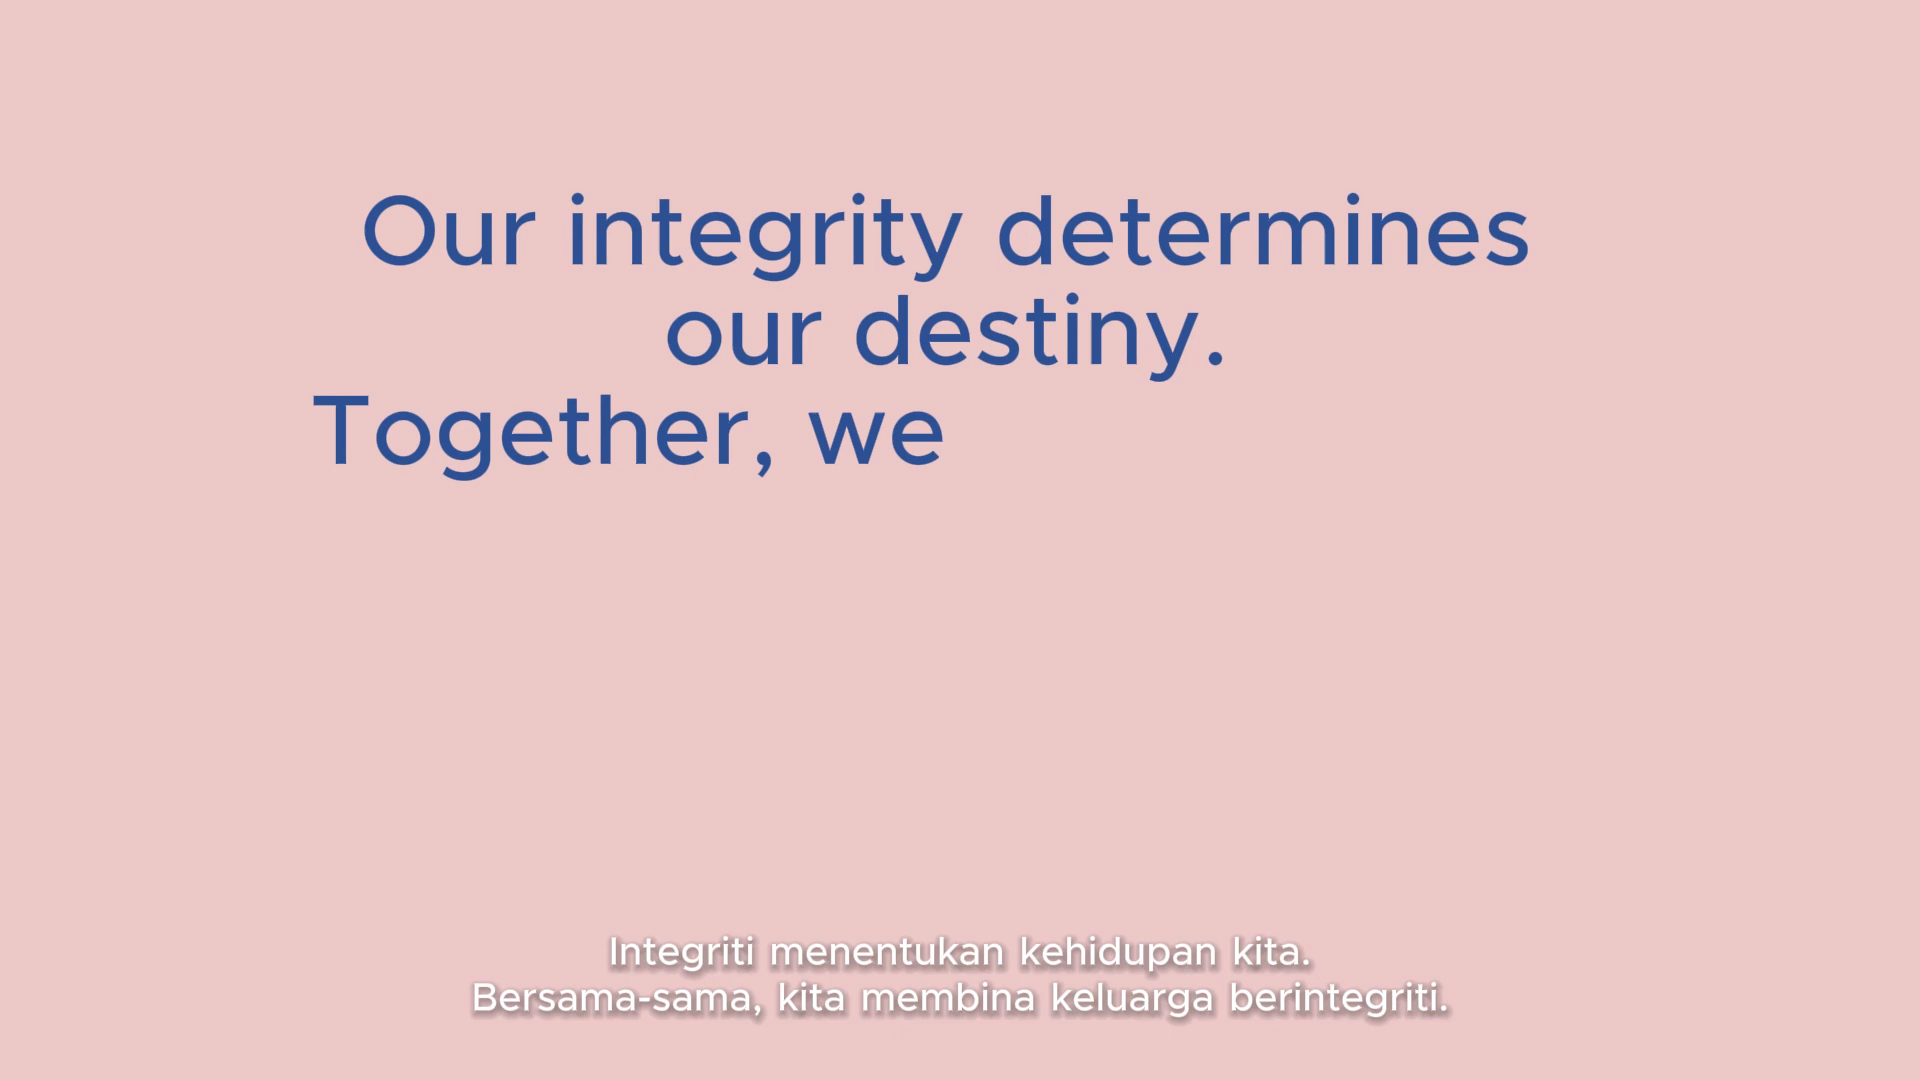 Our integrity determines
our destiny.
Together, we
Integriti menentukan kehidupan kita.
Bersama-sama, kita membina keluarga berintegriti.